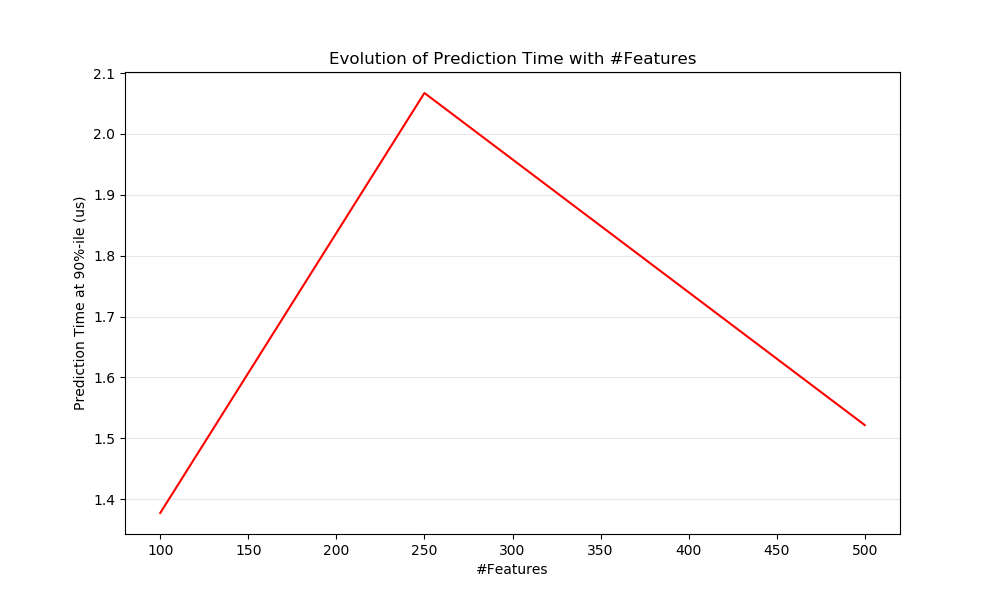 Evolution of Prediction Time with #Features
Prediction Time at 90%-ile (us)
2.1
2.0
1.9
1.8
1.7
1.6
1.5
1.4
100 150 200 250 300 350 400 450 500
#Features